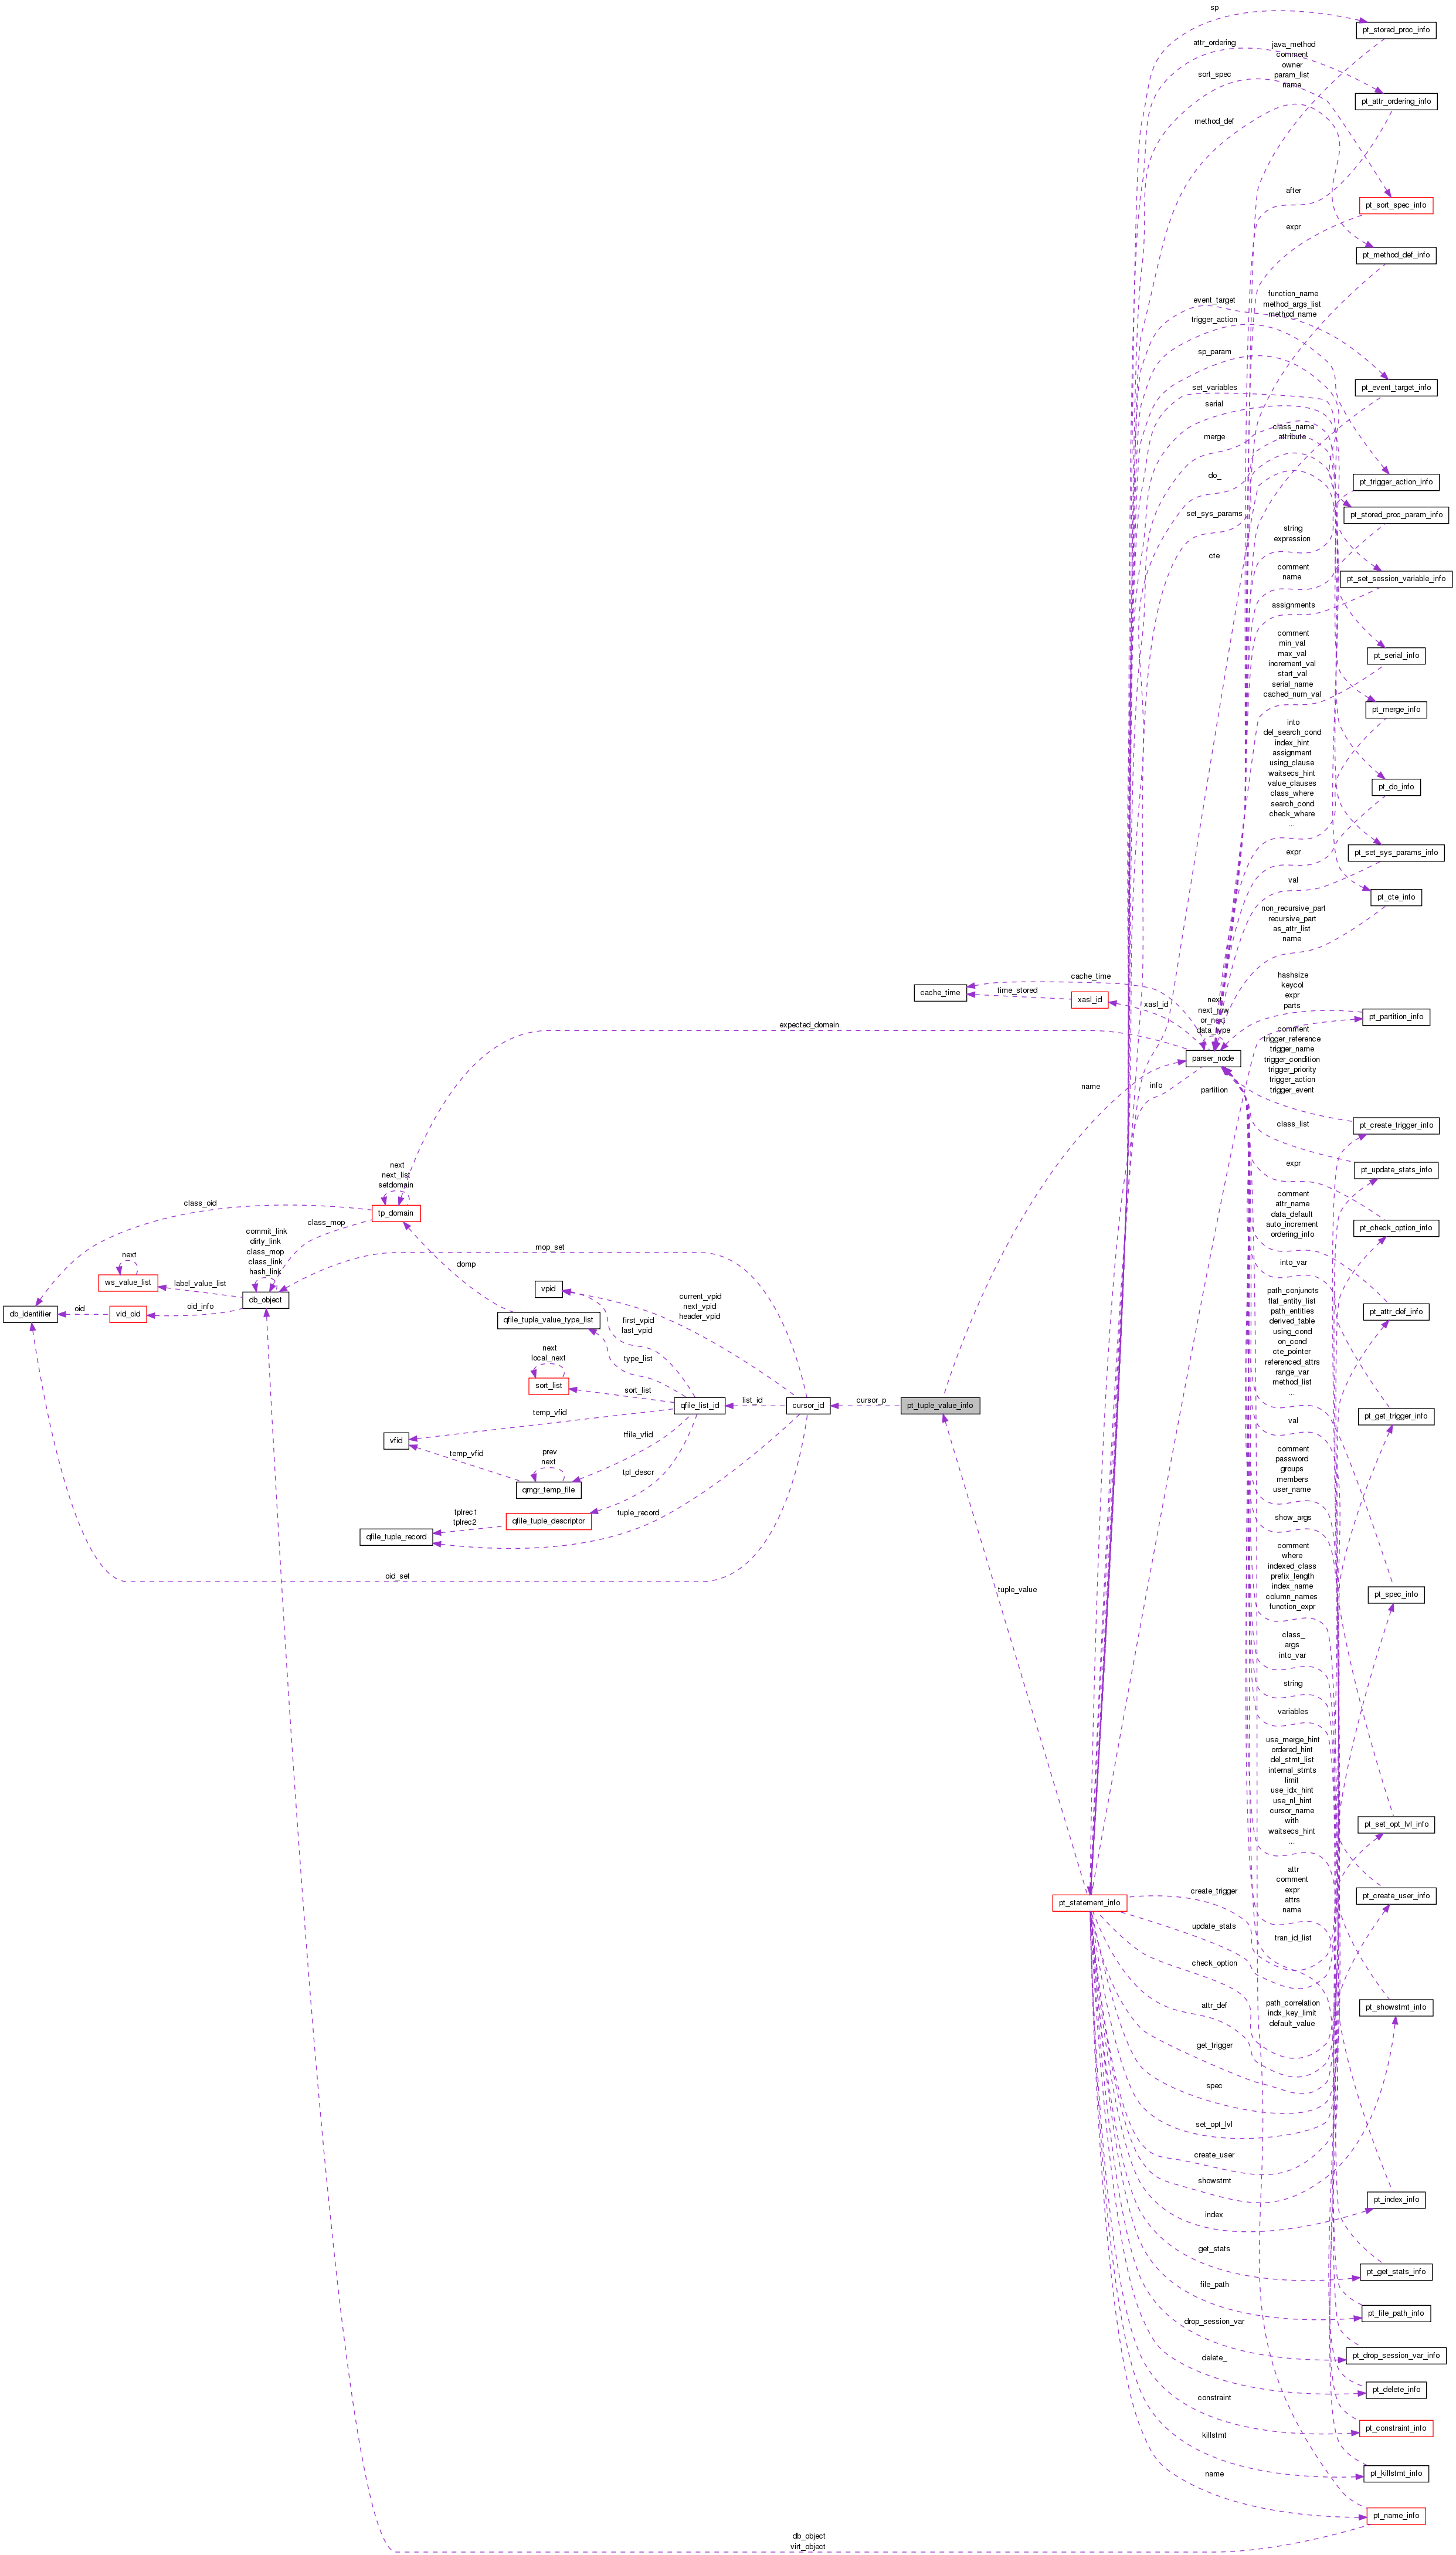 sp
pt_stored_proc_info
attr_ordering
java_method
comment
owner
param_list
name
sort_spec
pt_attr_ordering_info
method_def
after
pt_sort_spec_info
expr
pt_method_def_info
function_name
method_args_list
method_name
event_target
trigger_action
sp_param
pt_event_target_info
set_variables
serial
class_name
attribute
merge
do_
pt_trigger_action_info
set_sys_params
pt_stored_proc_param_info
string
expression
cte
comment
name
pt_set_session_variable_info
assignments
comment
min_val
max_val
increment_val
start_val
serial_name
cached_num_val
pt_serial_info
pt_merge_info
into
del_search_cond
index_hint
assignment
using_clause
waitsecs_hint
value_clauses
class_where
search_cond
check_where
...
pt_do_info
expr
pt_set_sys_params_info
val
pt_cte_info
non_recursive_part
recursive_part
as_attr_list
name
cache_time
cache_time
time_stored
xasl_id
xasl_id
next
next_row
or_next
data_type
hashsize
keycol
expr
parts
pt_partition_info
expected_domain
parser_node
comment
trigger_reference
trigger_name
trigger_condition
trigger_priority
trigger_action
trigger_event
name
info
partition
pt_create_trigger_info
class_list
pt_update_stats_info
expr
next
next_list
setdomain
class_oid
tp_domain
comment
attr_name
data_default
auto_increment
ordering_info
pt_check_option_info
class_mop
commit_link
dirty_link
class_mop
class_link
hash_link
mop_set
next
ws_value_list
label_value_list
db_object
domp
vpid
into_var
db_identifier
oid
vid_oid
oid_info
qfile_tuple_value_type_list
first_vpid
last_vpid
current_vpid
next_vpid
header_vpid
pt_attr_def_info
path_conjuncts
flat_entity_list
path_entities
derived_table
using_cond
on_cond
cte_pointer
referenced_attrs
range_var
method_list
...
next
local_next
type_list
sort_list
sort_list
qfile_list_id
list_id
cursor_id
cursor_p
pt_tuple_value_info
pt_get_trigger_info
temp_vfid
vfid
tfile_vfid
val
temp_vfid
prev
next
qmgr_temp_file
tpl_descr
comment
password
groups
members
user_name
tplrec1
tplrec2
qfile_tuple_descriptor
tuple_record
qfile_tuple_record
show_args
comment
where
indexed_class
prefix_length
index_name
column_names
function_expr
oid_set
tuple_value
pt_spec_info
class_
args
into_var
string
variables
use_merge_hint
ordered_hint
del_stmt_list
internal_stmts
limit
use_idx_hint
use_nl_hint
cursor_name
with
waitsecs_hint
...
pt_set_opt_lvl_info
attr
comment
expr
attrs
name
pt_statement_info
create_trigger
pt_create_user_info
update_stats
tran_id_list
check_option
attr_def
path_correlation
indx_key_limit
default_value
pt_showstmt_info
get_trigger
spec
set_opt_lvl
create_user
showstmt
pt_index_info
index
get_stats
pt_get_stats_info
file_path
pt_file_path_info
drop_session_var
pt_drop_session_var_info
delete_
pt_delete_info
constraint
pt_constraint_info
killstmt
pt_killstmt_info
name
pt_name_info
db_object
virt_object